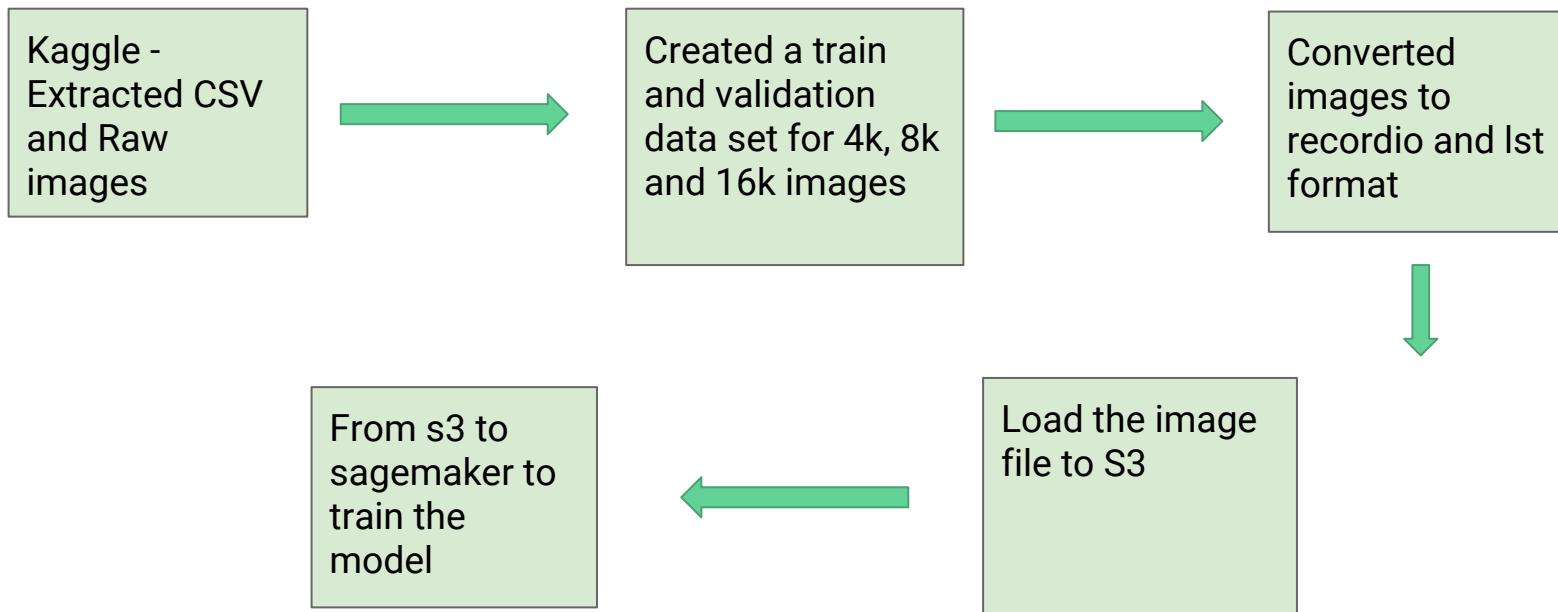 Kaggle -
Extracted CSV
and Raw
images
Created a train
and validation
data set for 4k, 8k
and 16k images
Converted
images to
recordio and lst
format
Load the image
file to S3
From s3 to
sagemaker to
train the
model